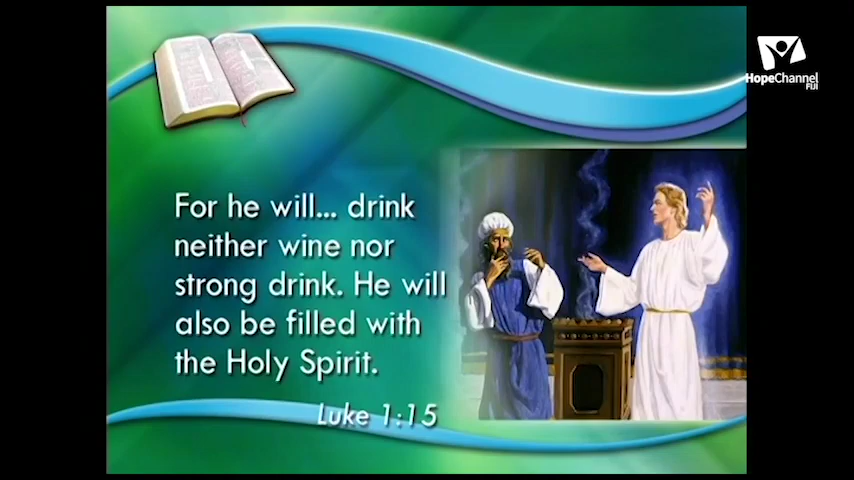 HopeChannel
FIJI
For he will... drink
neither wine nor
strong drink. He will
also be filled with
the Holy Spirit.
Luke 1:15